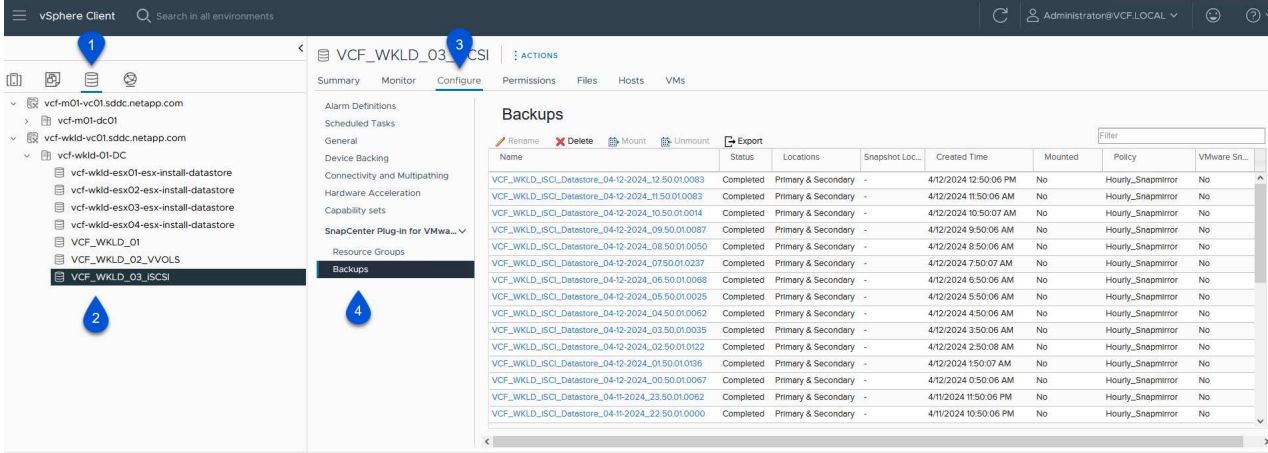 vSphere Client Search in all environments Administrator@VCF.LOCAL
1
3
VCF_WKLD_03_iSCSI ACTIONS
Summary Monitor Configure Permissions Files Hosts VMs
vcf-m01-vc01.sddc.netapp.com
vcf-m01-dc01
vcf-wkld-vc01.sddc.netapp.com
vcf-wkld-01-DC
vcf-wkld-esx01-esx-install-datastore
vcf-wkld-esx02-esx-install-datastore
vcf-wkld-esx03-esx-install-datastore
vcf-wkld-esx04-esx-install-datastore
VCF_WKLD_01
VCF_WKLD_02_VVOLS
VCF_WKLD_03_iSCSI
2
Alarm Definitions
Scheduled Tasks
General
Device Backing
Connectivity and Multipathing
Hardware Acceleration
Capability sets
SnapCenter Plug-in for VMwa...
Resource Groups
Backups
4
Backups
Rename Delete Mount Unmount Export Filter
Name Status Locations Snapshot Loc... Created Time Mounted Policy VMware Sn...
VCF_WKLD_iSCI_Datastore_04-12-2024_12.50.01.0083 Completed Primary & Secondary - 4/12/2024 12:50:06 PM No Hourly_Snapmirror No
VCF_WKLD_iSCI_Datastore_04-12-2024_11.50.01.0083 Completed Primary & Secondary - 4/12/2024 11:50:06 AM No Hourly_Snapmirror No
VCF_WKLD_iSCI_Datastore_04-12-2024_10.50.01.0014 Completed Primary & Secondary - 4/12/2024 10:50:07 AM No Hourly_Snapmirror No
VCF_WKLD_iSCI_Datastore_04-12-2024_09.50.01.0087 Completed Primary & Secondary - 4/12/2024 9:50:06 AM No Hourly_Snapmirror No
VCF_WKLD_iSCI_Datastore_04-12-2024_08.50.01.0050 Completed Primary & Secondary - 4/12/2024 8:50:06 AM No Hourly_Snapmirror No
VCF_WKLD_iSCI_Datastore_04-12-2024_07.50.01.0237 Completed Primary & Secondary - 4/12/2024 7:50:07 AM No Hourly_Snapmirror No
VCF_WKLD_iSCI_Datastore_04-12-2024_06.50.01.0068 Completed Primary & Secondary - 4/12/2024 6:50:06 AM No Hourly_Snapmirror No
VCF_WKLD_iSCI_Datastore_04-12-2024_05.50.01.0025 Completed Primary & Secondary - 4/12/2024 5:50:06 AM No Hourly_Snapmirror No
VCF_WKLD_iSCI_Datastore_04-12-2024_04.50.01.0062 Completed Primary & Secondary - 4/12/2024 4:50:06 AM No Hourly_Snapmirror No
VCF_WKLD_iSCI_Datastore_04-12-2024_03.50.01.0035 Completed Primary & Secondary - 4/12/2024 3:50:06 AM No Hourly_Snapmirror No
VCF_WKLD_iSCI_Datastore_04-12-2024_02.50.01.0122 Completed Primary & Secondary - 4/12/2024 2:50:08 AM No Hourly_Snapmirror No
VCF_WKLD_iSCI_Datastore_04-12-2024_01.50.01.0136 Completed Primary & Secondary - 4/12/2024 1:50:07 AM No Hourly_Snapmirror No
VCF_WKLD_iSCI_Datastore_04-12-2024_00.50.01.0067 Completed Primary & Secondary - 4/12/2024 0:50:06 AM No Hourly_Snapmirror No
VCF_WKLD_iSCI_Datastore_04-11-2024_23.50.01.0062 Completed Primary & Secondary - 4/11/2024 11:50:06 PM No Hourly_Snapmirror No
VCF_WKLD_iSCI_Datastore_04-11-2024_22.50.01.0000 Completed Primary & Secondary - 4/11/2024 10:50:06 PM No Hourly_Snapmirror No